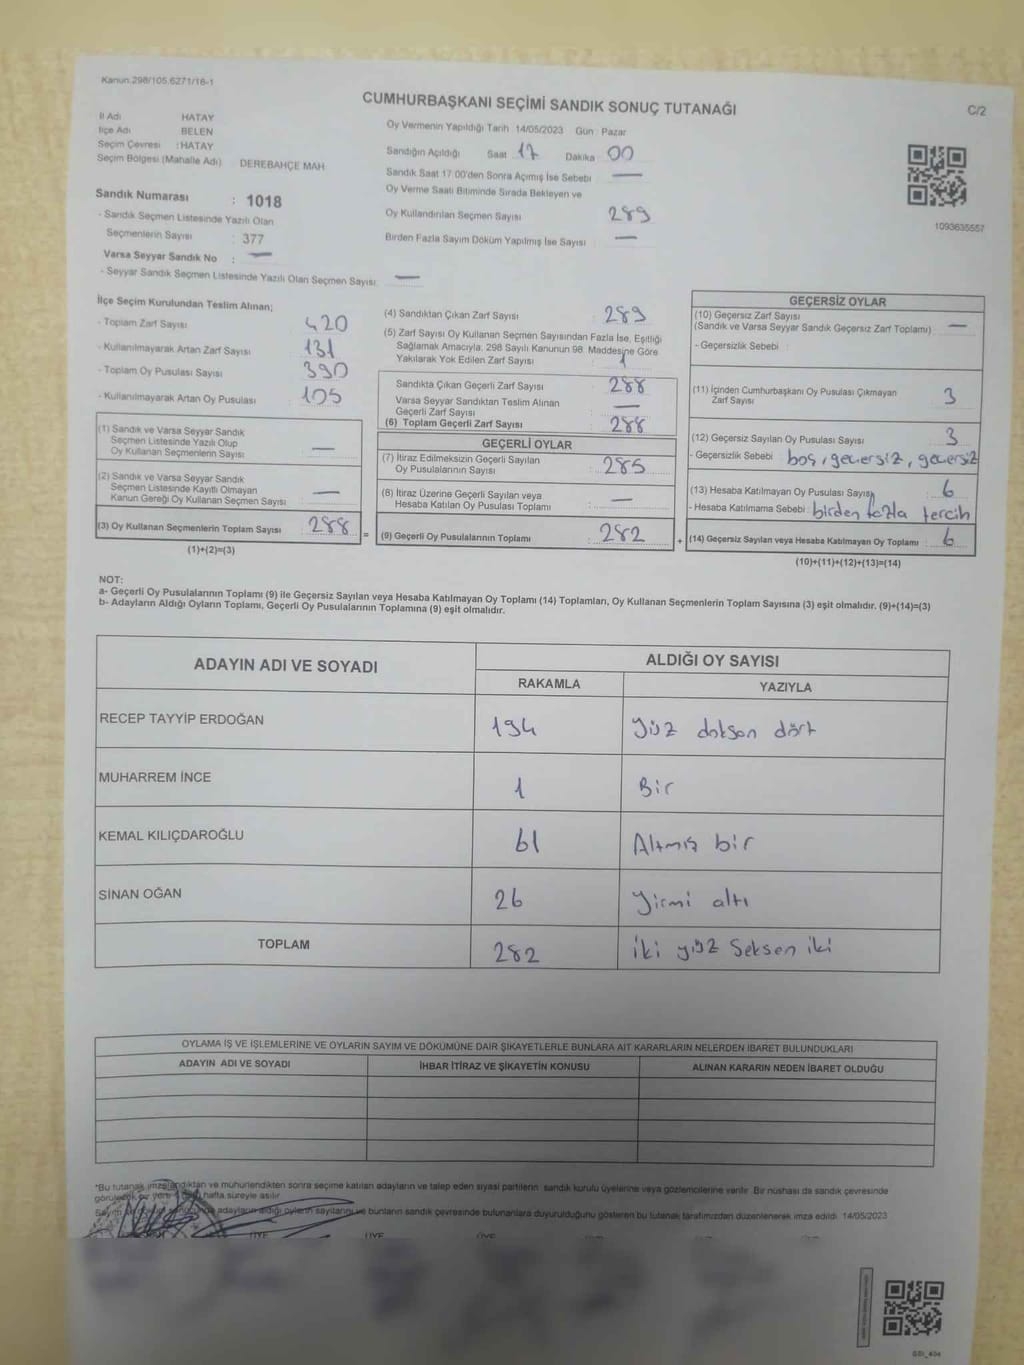 Kanun.298/105.6271/16-1
CUMHURBAŞKANI SEÇİMİ SANDIK SONUÇ TUTANAĞI
C/2
İl Adı HATAY
İlçe Adı BELEN
Seçim Çevresi : HATAY
Seçim Bölgesi (Mahalle Adı) DEREBAHÇE MAH
Sandık Numarası : 1018
- Sandık Seçmen Listesinde Yazılı Olan
Seçmenlerin Sayısı : 377
Varsa Seyyar Sandık No : —
- Seyyar Sandık Seçmen Listesinde Yazılı Olan Seçmen Sayısı: —
Oy Vermenin Yapıldığı Tarih 14/05/2023 Gün : Pazar
Sandığın Açıldığı Saat 17 Dakika 00
Sandık Saat 17.00'den Sonra Açımış İse Sebebi —
Oy Verme Saati Bitiminde Sırada Bekleyen ve
Oy Kullandırılan Seçmen Sayısı 289
Birden Fazla Sayım Döküm Yapılmış İse Sayısı : —
1093635557
İlçe Seçim Kurulundan Teslim Alınan;
- Toplam Zarf Sayısı 420
- Kullanılmayarak Artan Zarf Sayısı 131
- Toplam Oy Pusulası Sayısı 390
- Kullanılmayarak Artan Oy Pusulası : 105
(1) Sandık ve Varsa Seyyar Sandık
Seçmen Listesinde Yazılı Olup
Oy Kullanan Seçmenlerin Sayısı —
(2) Sandık ve Varsa Seyyar Sandık
Seçmen Listesinde Kayıtlı Olmayan
Kanun Gereği Oy Kullanan Seçmen Sayısı : —
(3) Oy Kullanan Seçmenlerin Toplam Sayısı 288
(1)+(2)=(3)
=
(4) Sandıktan Çıkan Zarf Sayısı : 289
(5) Zarf Sayısı Oy Kullanan Seçmen Sayısından Fazla İse, Eşitliği
Sağlamak Amacıyla, 298 Sayılı Kanunun 98. Maddesine Göre
Yakılarak Yok Edilen Zarf Sayısı : 1
Sandıkta Çıkan Geçerli Zarf Sayısı : 288
Varsa Seyyar Sandıktan Teslim Alınan
Geçerli Zarf Sayısı : —
(6) Toplam Geçerli Zarf Sayısı : 288
GEÇERLİ OYLAR
(7) İtiraz Edilmeksizin Geçerli Sayılan
Oy Pusulalarının Sayısı : 285
(8) İtiraz Üzerine Geçerli Sayılan veya
Hesaba Katılan Oy Pusulası Toplamı : —
(9) Geçerli Oy Pusulalarının Toplamı : 282
+
GEÇERSİZ OYLAR
(10) Geçersiz Zarf Sayısı
(Sandık ve Varsa Seyyar Sandık Geçersiz Zarf Toplamı) : —
- Geçersizlik Sebebi :
(11) İçinden Cumhurbaşkanı Oy Pusulası Çıkmayan
Zarf Sayısı : 3
(12) Geçersiz Sayılan Oy Pusulası Sayısı : 3
- Geçersizlik Sebebi : boş, geçersiz, geçersiz
(13) Hesaba Katılmayan Oy Pusulası Sayısı : 6
- Hesaba Katılmama Sebebi : birden fazla tercih
(14) Geçersiz Sayılan veya Hesaba Katılmayan Oy Toplamı : 6
(10)+(11)+(12)+(13)=(14)
NOT:
a- Geçerli Oy Pusulalarının Toplamı (9) ile Geçersiz Sayılan veya Hesaba Katılmayan Oy Toplamı (14) Toplamları, Oy Kullanan Seçmenlerin Toplam Sayısına (3) eşit olmalıdır. (9)+(14)=(3)
b- Adayların Aldığı Oyların Toplamı, Geçerli Oy Pusulalarının Toplamına (9) eşit olmalıdır.
ADAYIN ADI VE SOYADI ALDIĞI OY SAYISI
RAKAMLA YAZIYLA
RECEP TAYYİP ERDOĞAN 194 Yüz doksan dört
MUHARREM İNCE 1 Bir
KEMAL KILIÇDAROĞLU 61 Altmış bir
SİNAN OĞAN 26 Yirmi altı
TOPLAM 282 İki yüz Seksen iki
OYLAMA İŞ VE İŞLEMLERİNE VE OYLARIN SAYIM VE DÖKÜMÜNE DAİR ŞİKAYETLERLE BUNLARA AİT KARARLARIN NELERDEN İBARET BULUNDUKLARI
ADAYIN ADI VE SOYADI İHBAR İTİRAZ VE ŞİKAYETİN KONUSU ALINAN KARARIN NEDEN İBARET OLDUĞU
*Bu tutanak imzalandıktan ve mühürlendikten sonra seçime katılan adayların ve talep eden siyasi partilerin sandık kurulu üyelerine veya gözlemcilerine verilir. Bir nüshası da sandık çevresinde
görülecek bir yere hafta süreyle asılır.
adayların aldığı oyların sayılarını ve bunların sandık çevresinde bulunanlara duyurulduğunu gösteren bu tutanak tarafımızdan düzenlenerek imza edildi. 14/05/2023
ÜYE ÜYE ÜYE